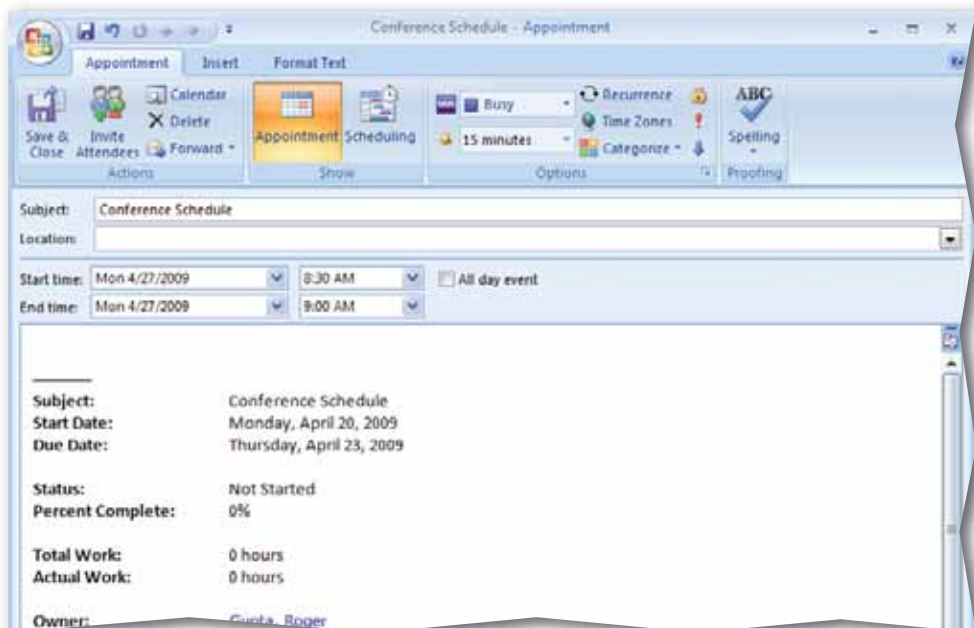 Conference Schedule - Appointment
Appointment Insert Format Text
Save & Close
Invite Attendees
Calendar
Delete
Forward
Actions
Appointment Scheduling
Show
Busy
15 minutes
Recurrence
Time Zones
Categorize
Options
ABC
Spelling
Proofing
Subject: Conference Schedule
Location:
Start time: Mon 4/27/2009 8:30 AM All day event
End time: Mon 4/27/2009 9:00 AM
Subject: Conference Schedule
Start Date: Monday, April 20, 2009
Due Date: Thursday, April 23, 2009
Status: Not Started
Percent Complete: 0%
Total Work: 0 hours
Actual Work: 0 hours
Owner: Gupta, Roger